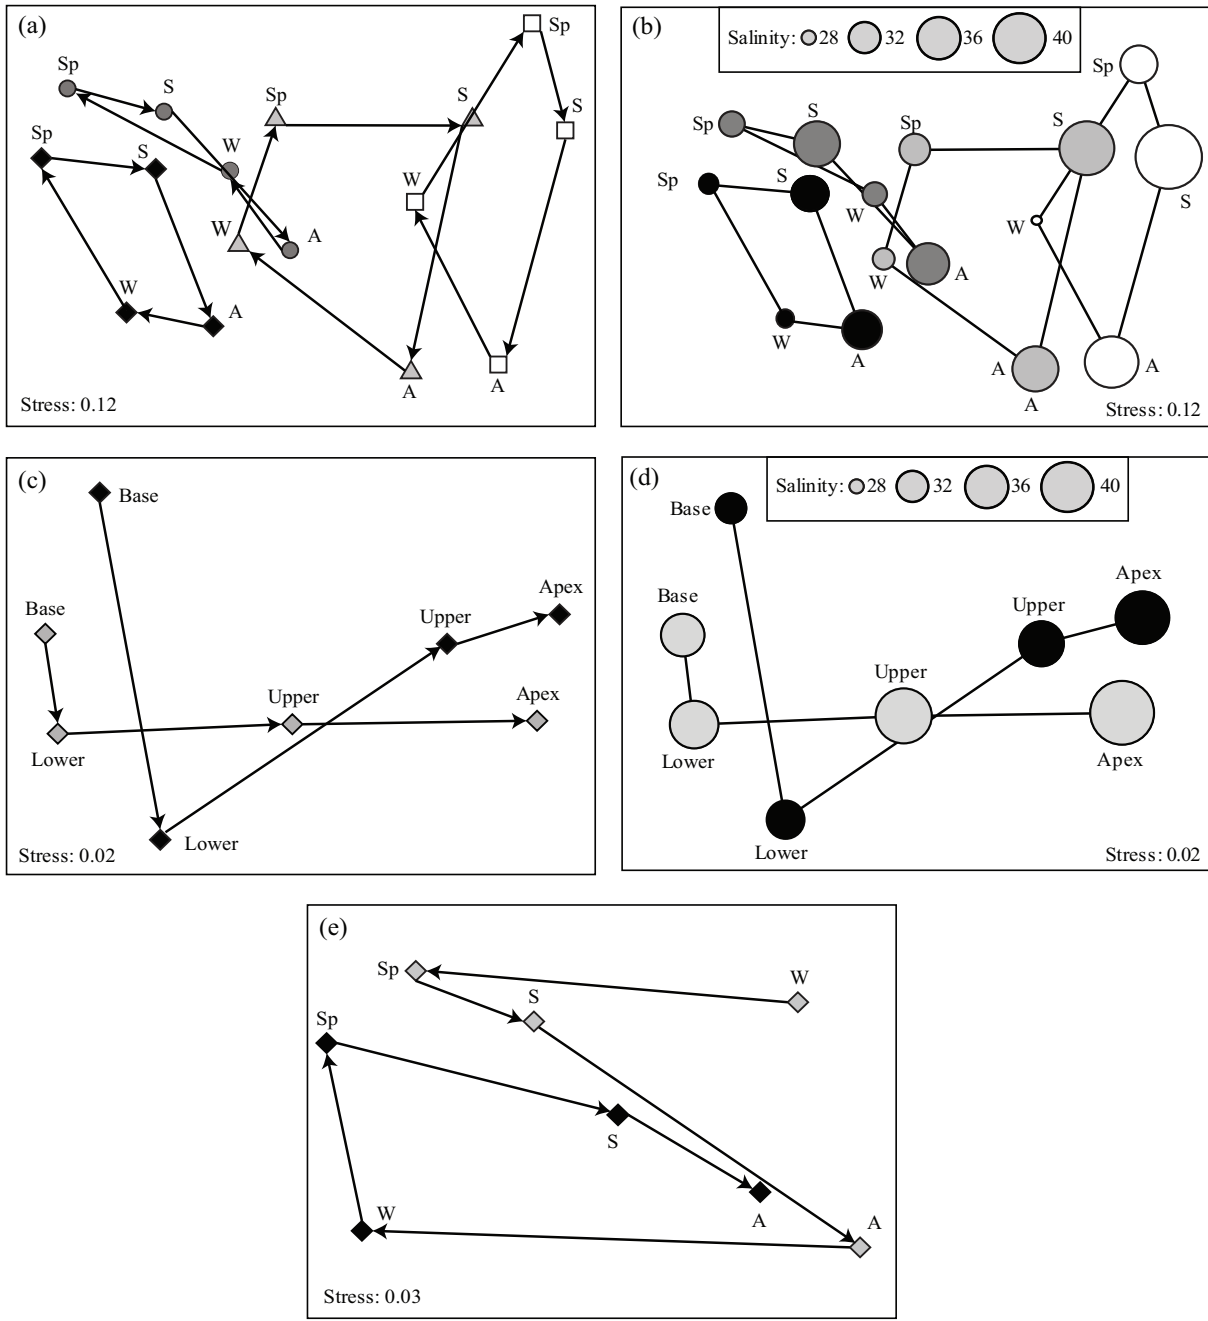 (a)
Sp
Sp
S
Sp
S
S
Sp
S
W
W
W
A
W
A
A
A
Stress: 0.12
(b)
Salinity: 28 32 36 40
Sp
Sp
S
Sp
S
Sp
S
S
W
W
W
A
W
A
A
A
A
Stress: 0.12
(c)
Base
Base
Apex
Upper
Upper
Apex
Lower
Lower
Stress: 0.02
(d)
Salinity: 28 32 36 40
Base
Apex
Base
Upper
Upper
Lower
Apex
Lower
Stress: 0.02
(e)
Sp
W
S
Sp
S
W
A
A
Stress: 0.03